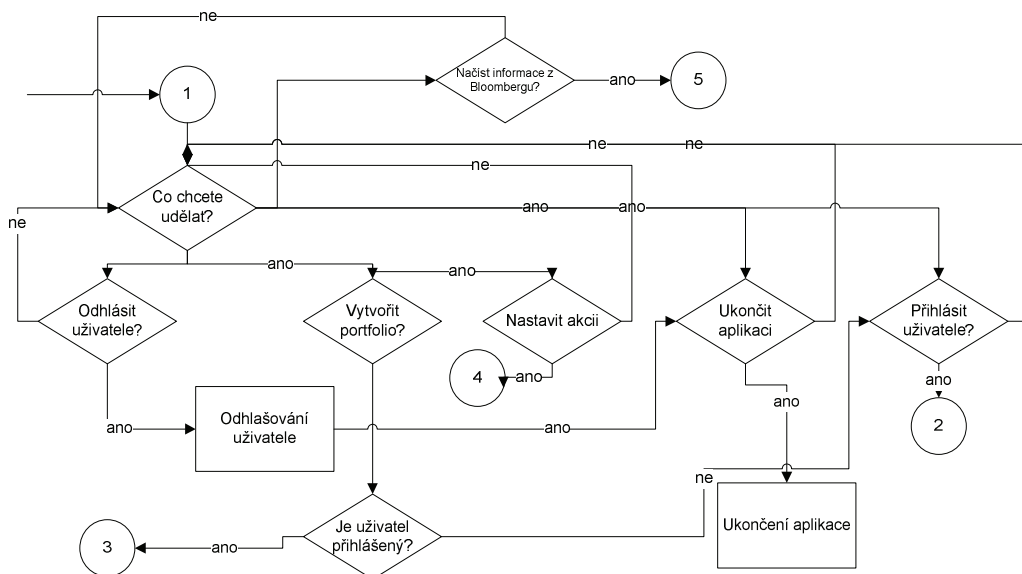 ne
Načíst informace z
Bloombergu?
ano
5
1
ne
ne
ne
Co chcete
udělat?
ano
ano
ne
ano
ano
Odhlásit
uživatele?
Vytvořit
portfolio?
Nastavit akcii
Ukončit
aplikaci
Přihlásit
uživatele?
4
ano
ano
ano
2
Odhlašování
uživatele
ano
ano
ne
Je uživatel
přihlášený?
Ukončení aplikace
3
ano